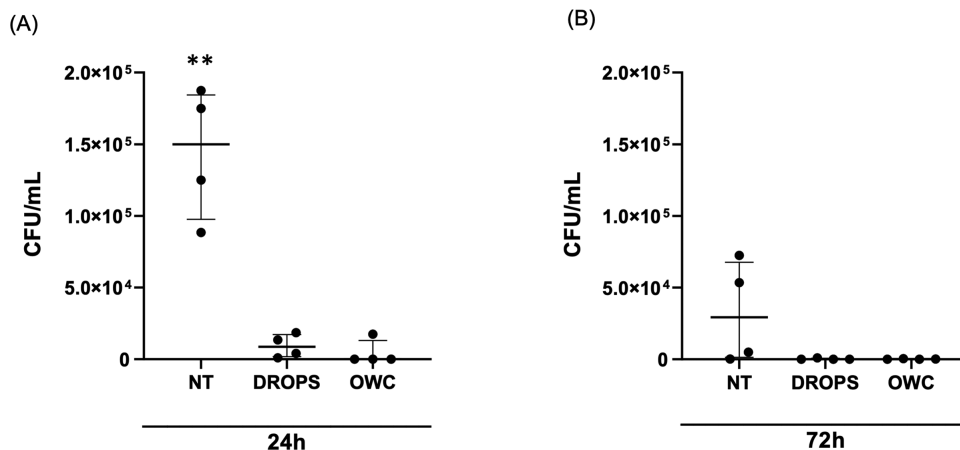 (A)
**
CFU/mL
2.0×10⁵
1.5×10⁵
1.0×10⁵
5.0×10⁴
0
NT DROPS OWC
24h
(B)
CFU/mL
2.0×10⁵
1.5×10⁵
1.0×10⁵
5.0×10⁴
0
NT DROPS OWC
72h